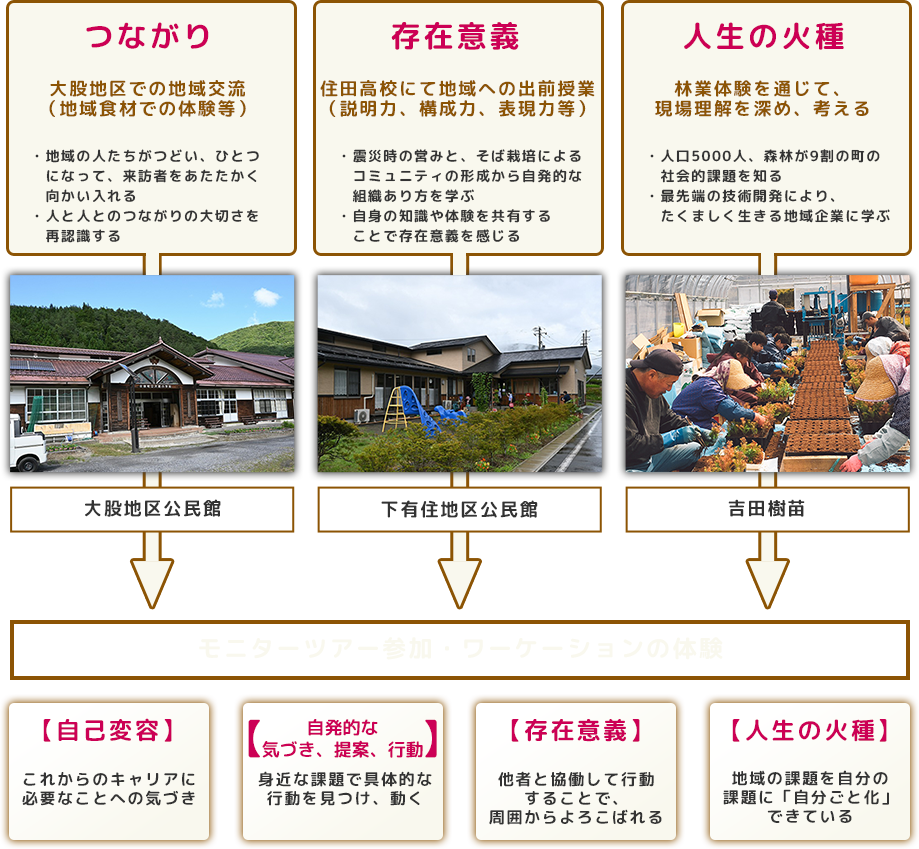 つながり
大股地区での地域交流
（地域食材での体験等）
・地域の人たちがつどい、ひとつ
になって、来訪者をあたたかく
向かい入れる
・人と人とのつながりの大切さを
再認識する
存在意義
住田高校にて地域への出前授業
（説明力、構成力、表現力等）
・震災時の営みと、そば栽培による
コミュニティの形成から自発的な
組織あり方を学ぶ
・自身の知識や体験を共有する
ことで存在意義を感じる
人生の火種
林業体験を通じて、
現場理解を深め、考える
・人口5000人、森林が9割の町の
社会的課題を知る
・最先端の技術開発により、
たくましく生きる地域企業に学ぶ
大股地区公民館
下有住地区公民館
吉田樹苗
モニターツアー参加・ワーケーションの体験
【自己変容】
これからのキャリアに
必要なことへの気づき
【自発的な
気づき、提案、行動】
身近な課題で具体的な
行動を見つけ、動く
【存在意義】
他者と協働して行動
することで、
周囲からよろこばれる
【人生の火種】
地域の課題を自分の
課題に「自分ごと化」
できている